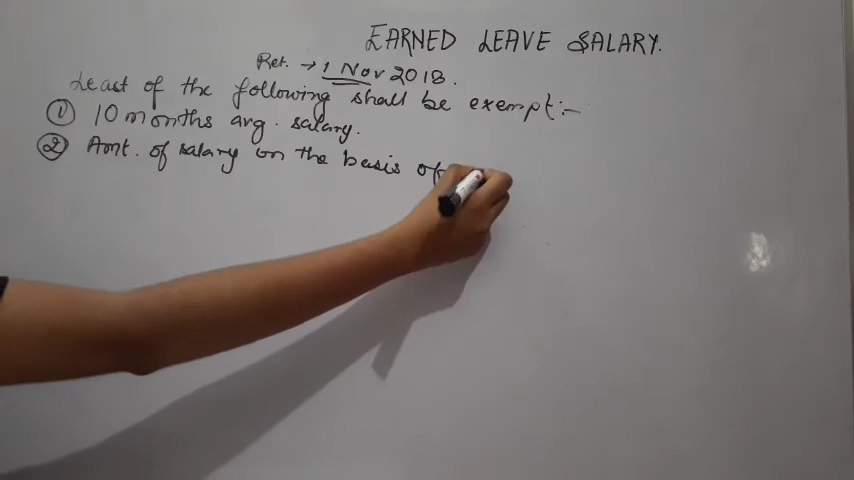 EARNED LEAVE SALARY.
Ret. → 1 Nov 2018.
Least of the following shall be exempt:-
① 10 months avg. salary.
② Amt. of salary on the basis of